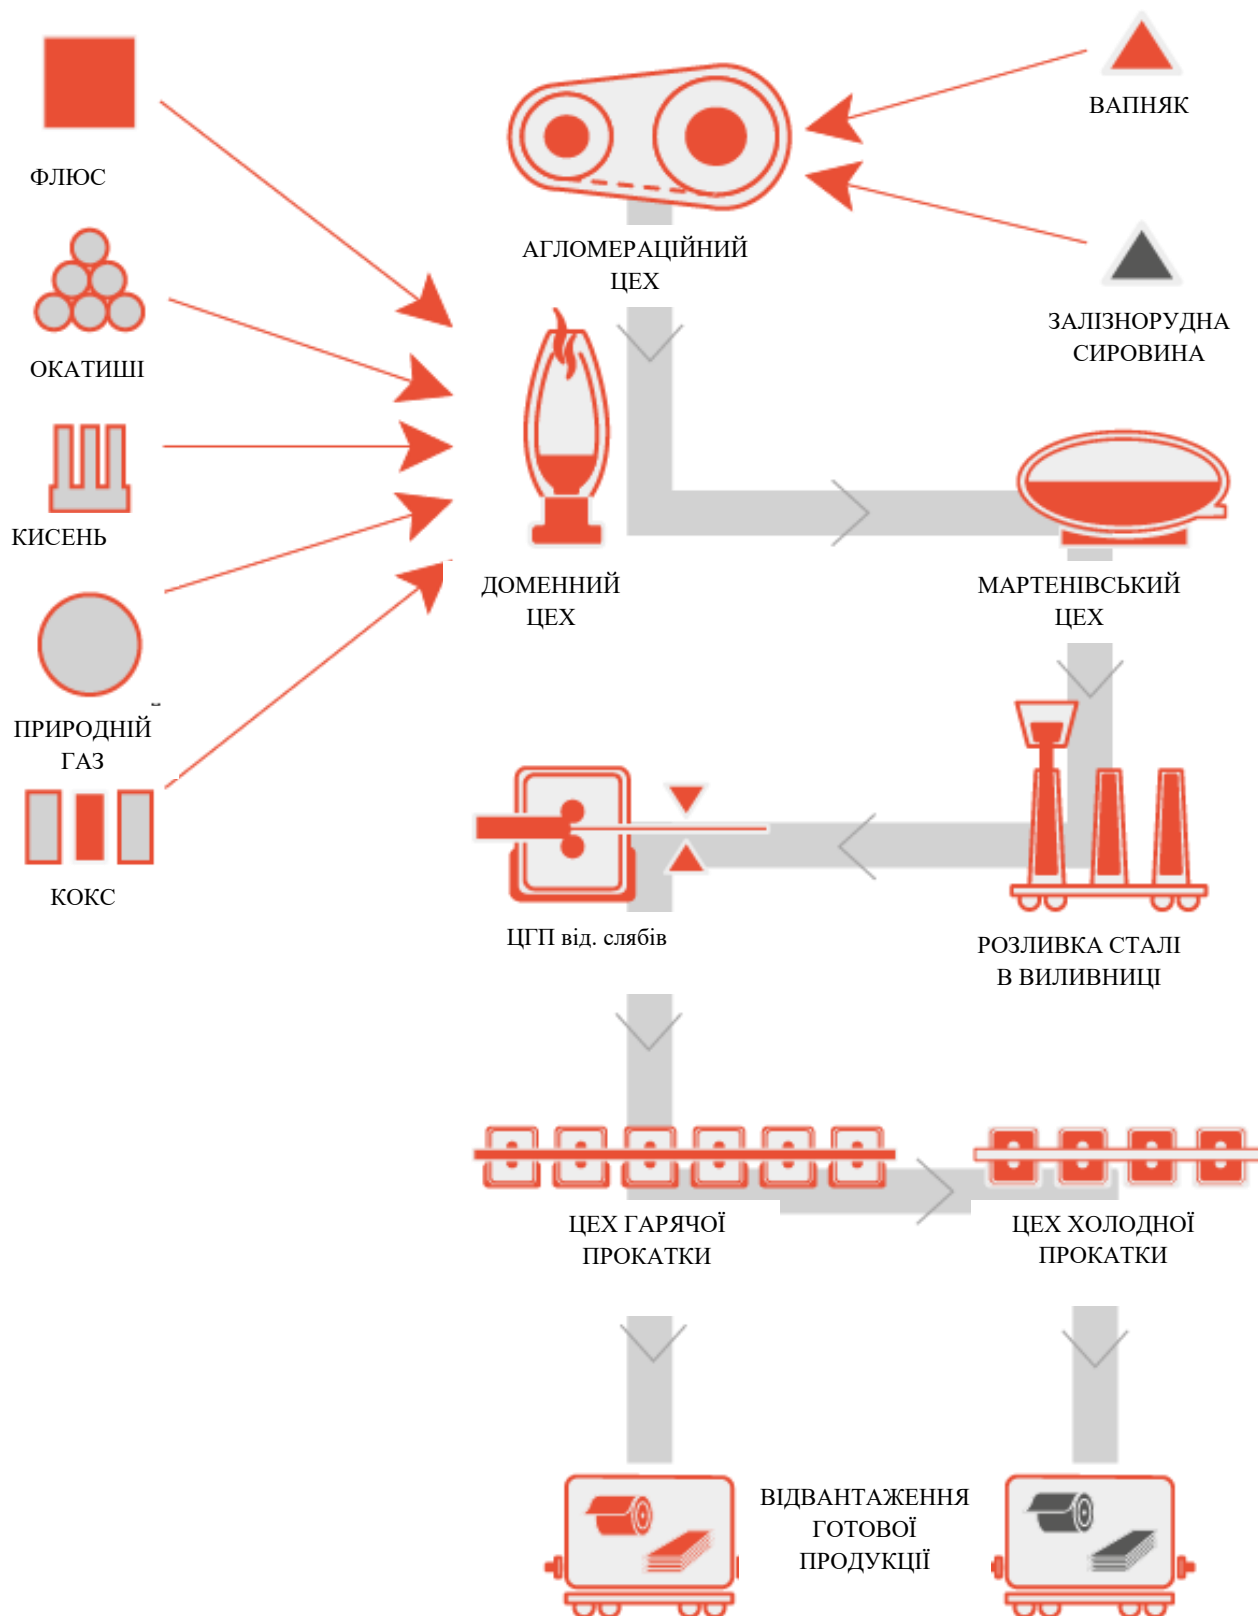 ФЛЮС
ОКАТИШІ
КИСЕНЬ
ПРИРОДНІЙ
ГАЗ
КОКС
АГЛОМЕРАЦІЙНИЙ
ЦЕХ
ВАПНЯК
ЗАЛІЗНОРУДНА
СИРОВИНА
ДОМЕННИЙ
ЦЕХ
МАРТЕНІВСЬКИЙ
ЦЕХ
ЦГП від. слябів
РОЗЛИВКА СТАЛІ
В ВИЛИВНИЦІ
ЦЕХ ГАРЯЧОЇ
ПРОКАТКИ
ЦЕХ ХОЛОДНОЇ
ПРОКАТКИ
ВІДВАНТАЖЕННЯ
ГОТОВОЇ
ПРОДУКЦІЇ